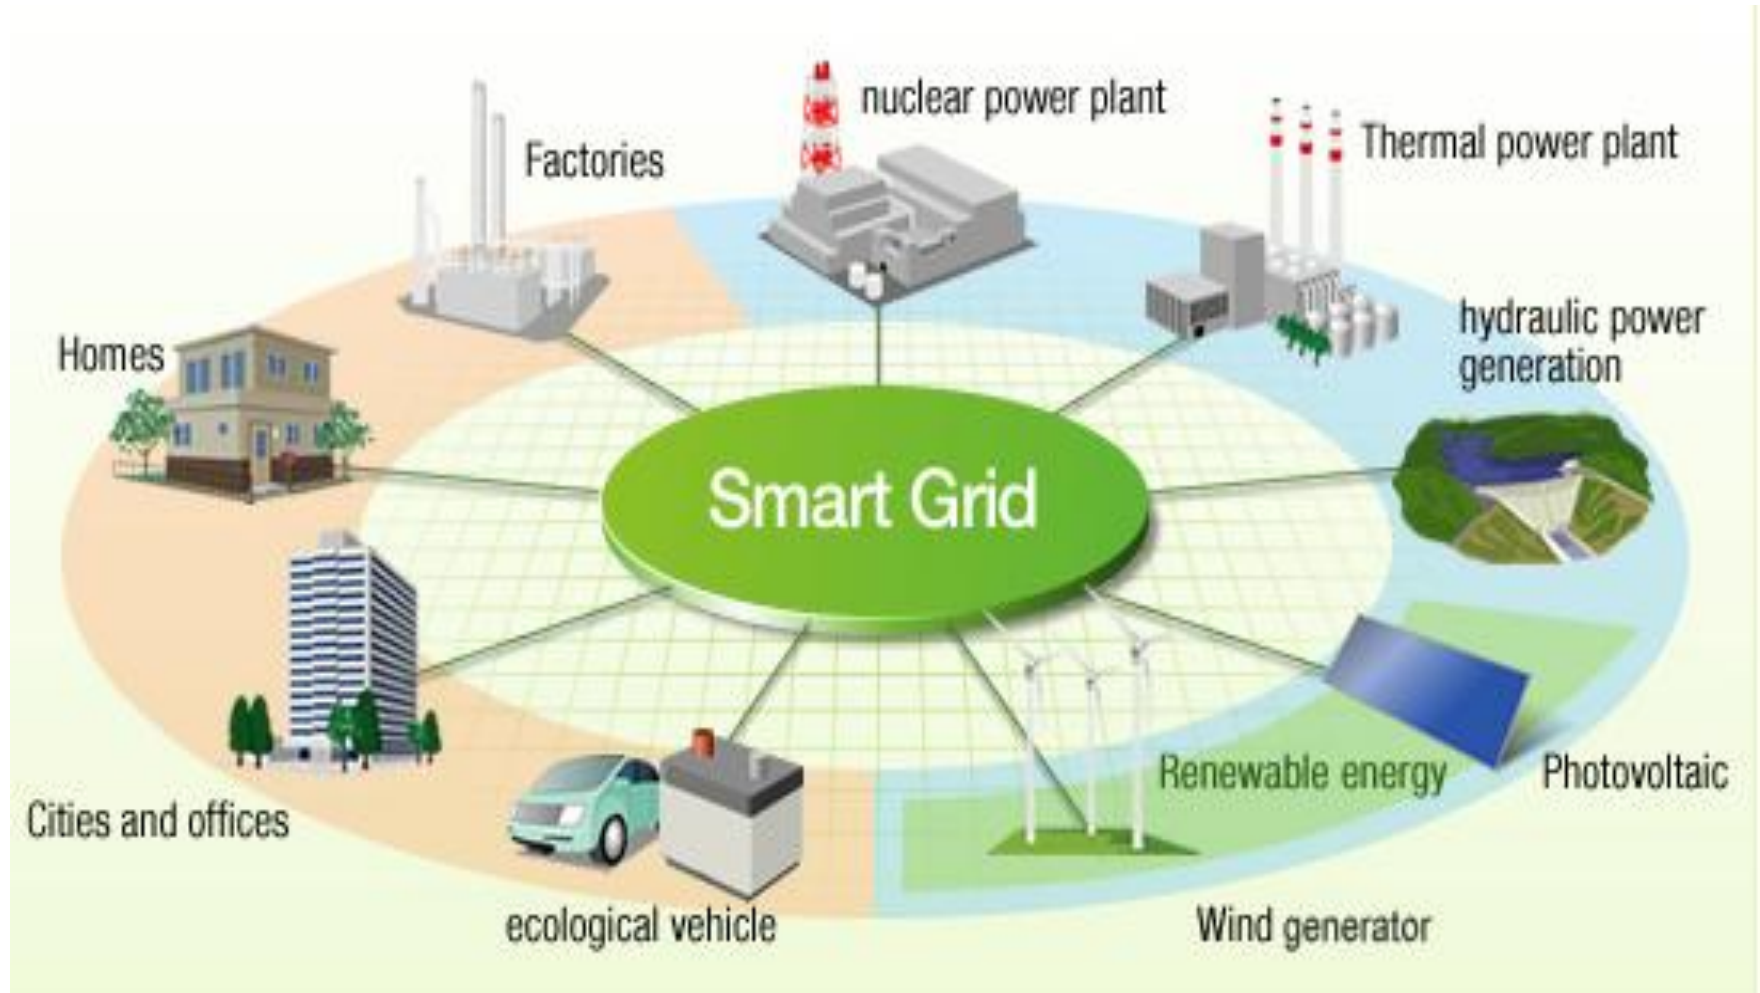 nuclear power plant
Factories
Thermal power plant
Homes
hydraulic power
generation
Smart Grid
Renewable energy
Photovoltaic
Cities and offices
ecological vehicle
Wind generator